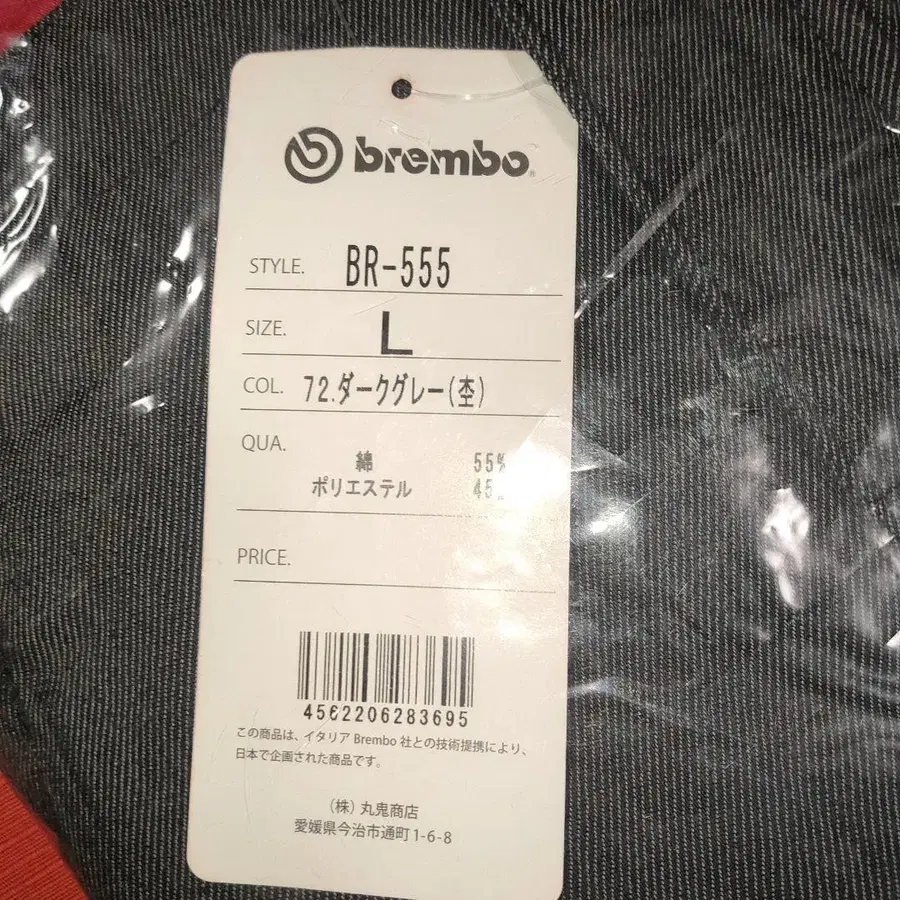 brembo®
STYLE. BR-555
SIZE. L
COL. 72.ダークグレー(杢)
QUA.
綿 55%
ポリエステル 45%
PRICE.
4562206283695
この商品は、イタリア Brembo 社との技術提携により、
日本で企画された商品です。
(株) 丸鬼商店
愛媛県今治市通町 1-6-8